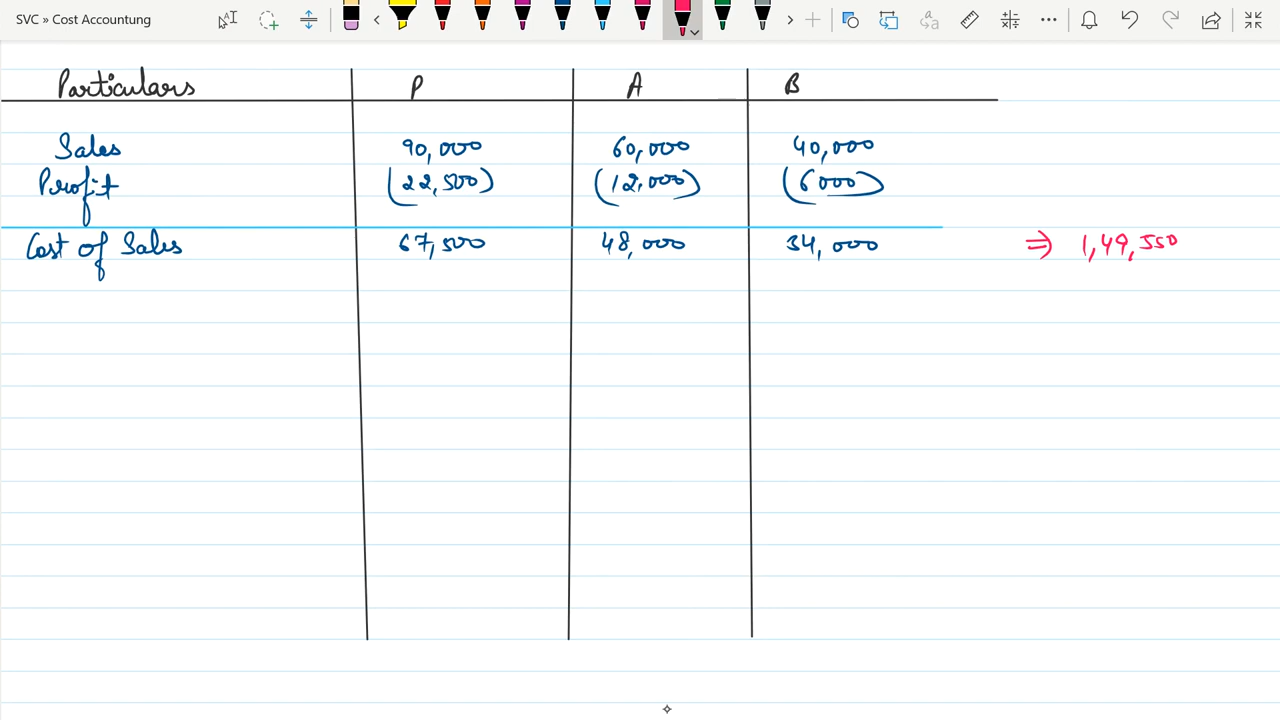 SVC » Cost Accountung
Particulars P A B
Sales 90,000 60,000 40,000
Profit (22,500) (12,000) (6000)
Cost of Sales 67,500 48,000 34,000 ⇒ 1,49,550